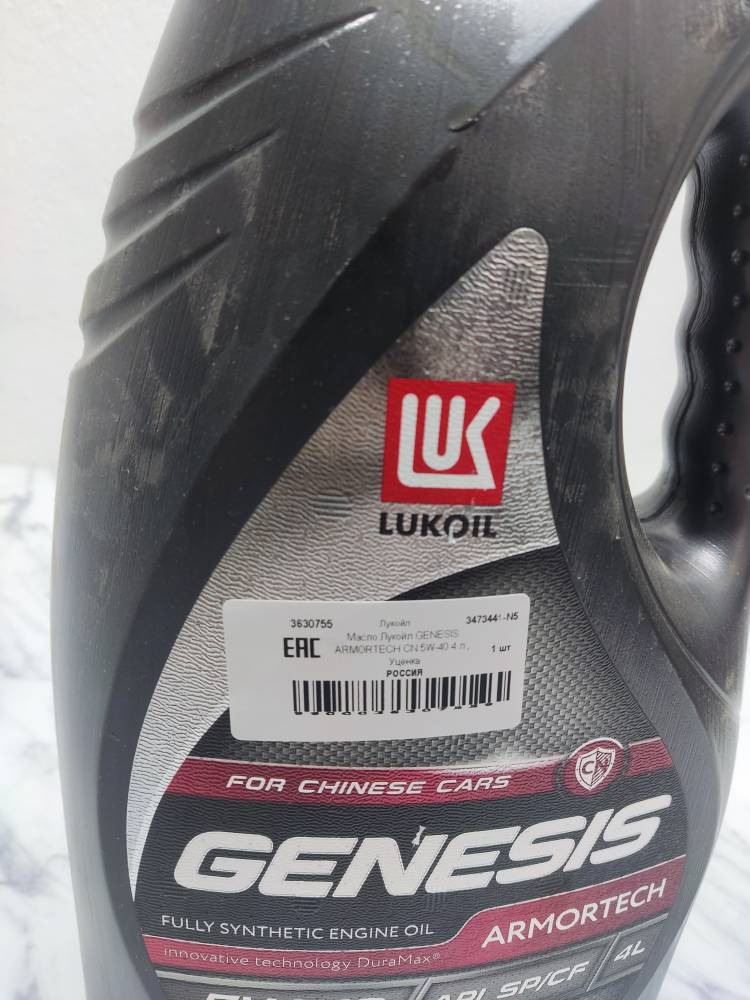 LUK
LUKOIL
3630755 Лукойл 3473441-N5
EAC Масло Лукойл GENESIS
ARMORTECH CN 5W-40 4 л , 1 шт
Уценка
РОССИЯ
FOR CHINESE CARS
GENESIS
FULLY SYNTHETIC ENGINE OIL
ARMORTECH
innovative technology DuraMax®
API SP/CF
4L